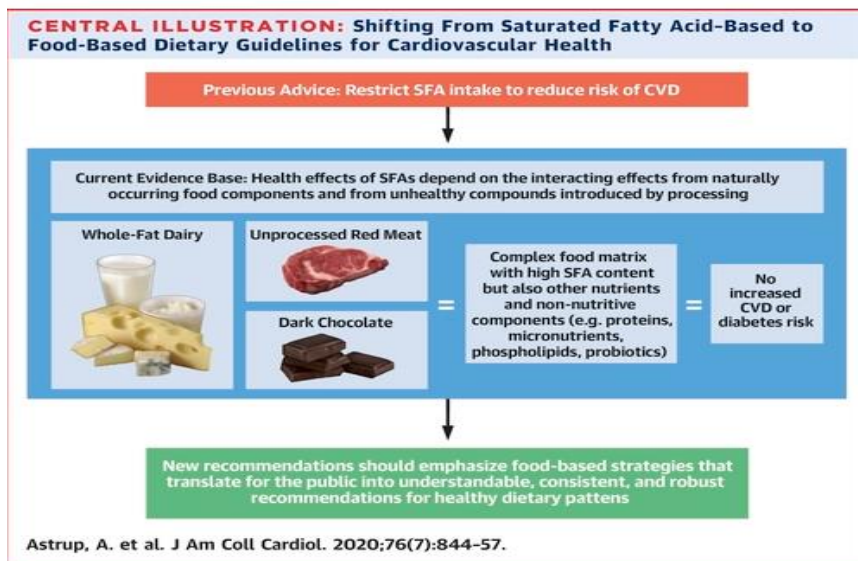 CENTRAL ILLUSTRATION: Shifting From Saturated Fatty Acid-Based to
Food-Based Dietary Guidelines for Cardiovascular Health
Previous Advice: Restrict SFA intake to reduce risk of CVD
Current Evidence Base: Health effects of SFAs depend on the interacting effects from naturally
occurring food components and from unhealthy compounds introduced by processing
Whole-Fat Dairy
Unprocessed Red Meat
Dark Chocolate
=
Complex food matrix
with high SFA content
but also other nutrients
and non-nutritive
components (e.g. proteins,
micronutrients,
phospholipids, probiotics)
=
No
increased
CVD or
diabetes risk
New recommendations should emphasize food-based strategies that
translate for the public into understandable, consistent, and robust
recommendations for healthy dietary pattens
Astrup, A. et al. J Am Coll Cardiol. 2020;76(7):844-57.